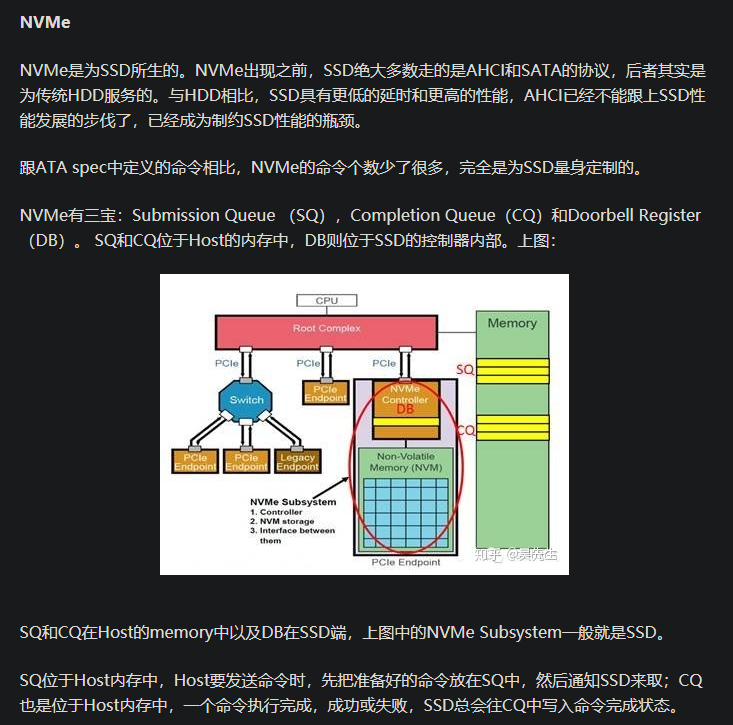 NVMe
NVMe是为SSD所生的。NVMe出现之前，SSD绝大多数走的是AHCI和SATA的协议，后者其实是
为传统HDD服务的。与HDD相比，SSD具有更低的延时和更高的性能，AHCI已经不能跟上SSD性
能发展的步伐了，已经成为制约SSD性能的瓶颈。
跟ATA spec中定义的命令相比，NVMe的命令个数少了很多，完全是为SSD量身定制的。
NVMe有三宝：Submission Queue （SQ），Completion Queue（CQ）和Doorbell Register
（DB）。 SQ和CQ位于Host的内存中，DB则位于SSD的控制器内部。上图：
CPU
Root Complex
Memory
PCIe
PCIe
PCIe
SQ
Switch
PCIe
Endpoint
NVMe
Controller
DB
CQ
PCIe
Endpoint
PCIe
Endpoint
Legacy
Endpoint
Non-Volatile
Memory (NVM)
NVMe Subsystem
1. Controller
2. NVM storage
3. Interface between
them
PCIe Endpoint
知乎 @吴先生
SQ和CQ在Host的memory中以及DB在SSD端，上图中的NVMe Subsystem一般就是SSD。
SQ位于Host内存中，Host要发送命令时，先把准备好的命令放在SQ中，然后通知SSD来取；CQ
也是位于Host内存中，一个命令执行完成，成功或失败，SSD总会往CQ中写入命令完成状态。